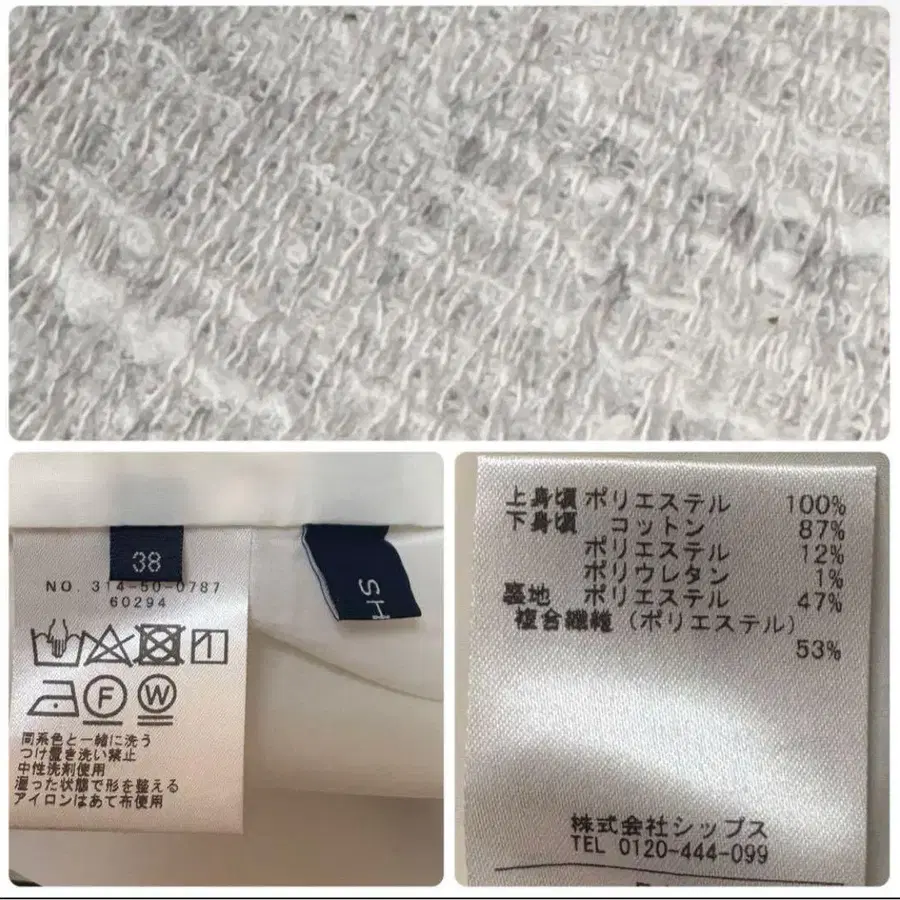 38
SH
NO. 314-50-0787
60294
F
W
同系色と一緒に洗う
つけ置き洗い禁止
中性洗剤使用
湿った状態で形を整える
アイロンはあて布使用
上身頃 ポリエステル 100%
下身頃 コットン 87%
ポリエステル 12%
ポリウレタン 1%
裏地 ポリエステル 47%
複合繊維(ポリエステル)
53%
株式会社シップス
TEL 0120-444-099